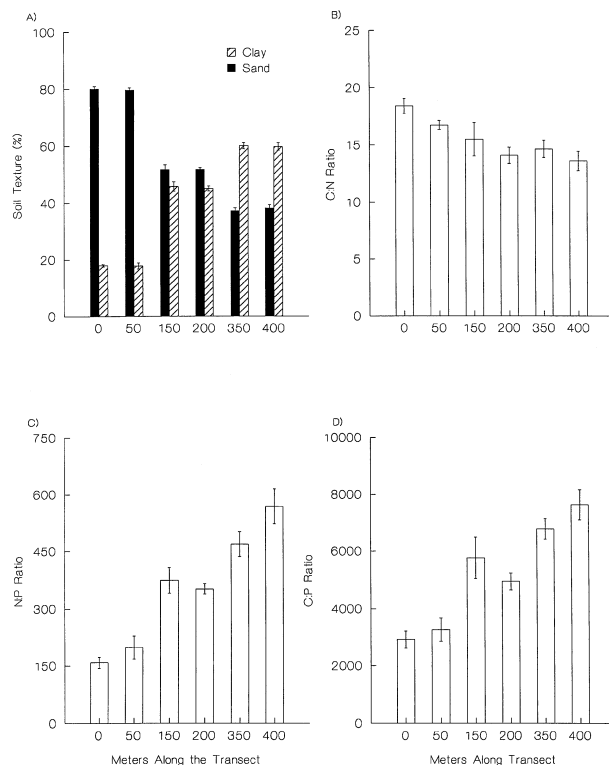 A)
100
80
60
40
20
0
Soil Texture (%)
Clay
Sand
0 50 150 200 350 400
B)
25
20
15
10
5
0
C:N Ratio
0 50 150 200 350 400
C)
750
600
450
300
150
0
N:P Ratio
0 50 150 200 350 400
Meters Along the Transect
D)
10000
8000
6000
4000
2000
0
C:P Ratio
0 50 150 200 350 400
Meters Along Transect